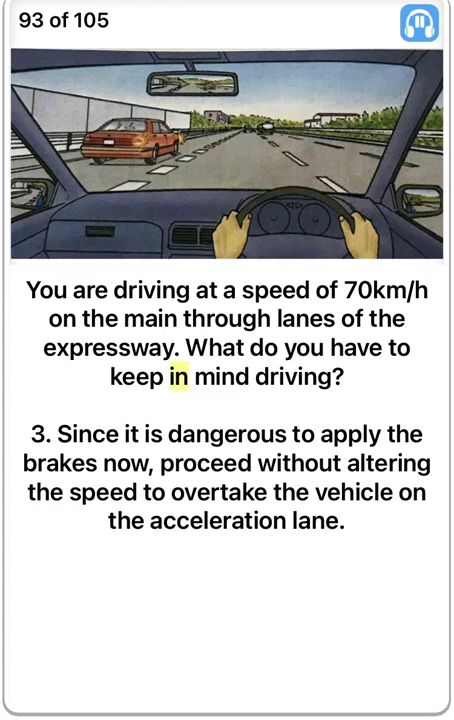 93 of 105
You are driving at a speed of 70km/h
on the main through lanes of the
expressway. What do you have to
keep in mind driving?
3. Since it is dangerous to apply the
brakes now, proceed without altering
the speed to overtake the vehicle on
the acceleration lane.